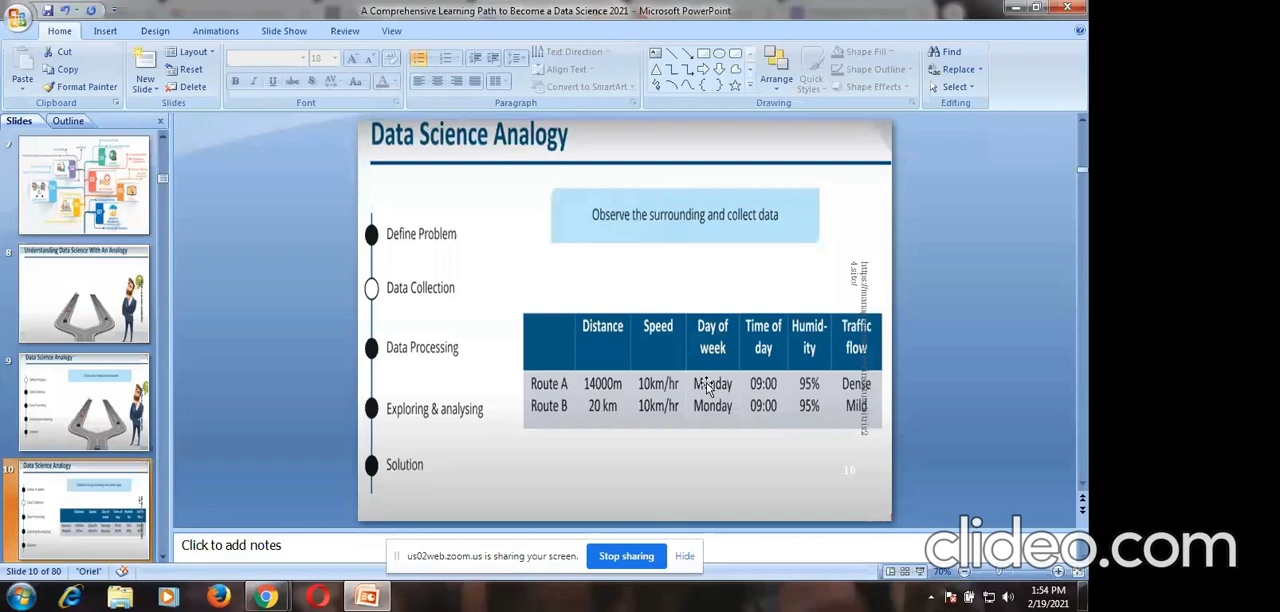 A Comprehensive Learning Path to Become a Data Science 2021 - Microsoft PowerPoint
Home Insert Design Animations Slide Show Review View
Cut
Copy
Format Painter
Paste
Clipboard
New
Slide
Layout
Reset
Delete
Slides
18
Font
Text Direction
Align Text
Convert to SmartArt
Paragraph
Arrange
Quick
Styles
Shape Fill
Shape Outline
Shape Effects
Drawing
Find
Replace
Select
Editing
Slides Outline
7
8
Understanding Data Science With An Analogy
9
Data Science Analogy
10
Data Science Analogy
Data Science Analogy
Observe the surrounding and collect data
Define Problem
Data Collection
Data Processing
Exploring & analysing
Solution
Distance Speed Day of week Time of day Humid-ity Traffic flow
Route A 14000m 10km/hr Monday 09:00 95% Dense
Route B 20 km 10km/hr Monday 09:00 95% Mild
10
Click to add notes
us02web.zoom.us is sharing your screen. Stop sharing Hide
clideo.com
Slide 10 of 80 "Oriel" 70%
1:54 PM
2/19/2021